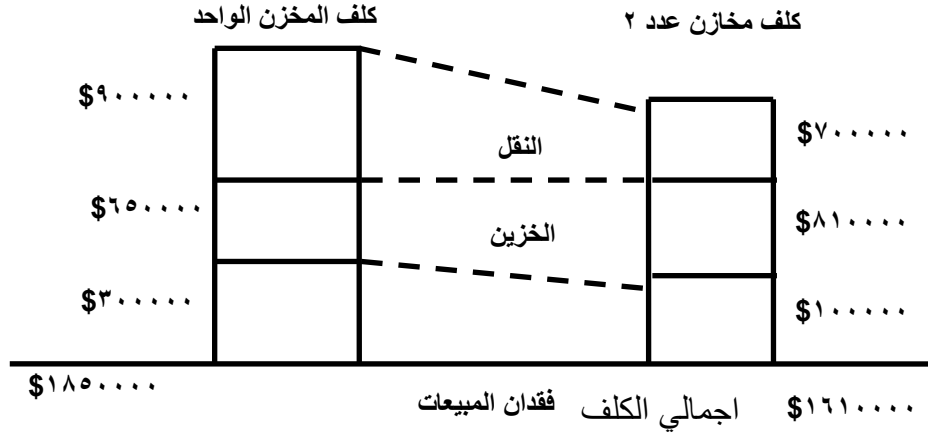 كلف مخازن عدد ٢
كلف المخزن الواحد
$٩٠٠٠٠٠
$٧٠٠٠٠٠
النقل
$٦٥٠٠٠٠
$٨١٠٠٠٠
الخزين
$٣٠٠٠٠٠
$١٠٠٠٠٠
$١٨٥٠٠٠٠
فقدان المبيعات
اجمالي الكلف
$١٦١٠٠٠٠